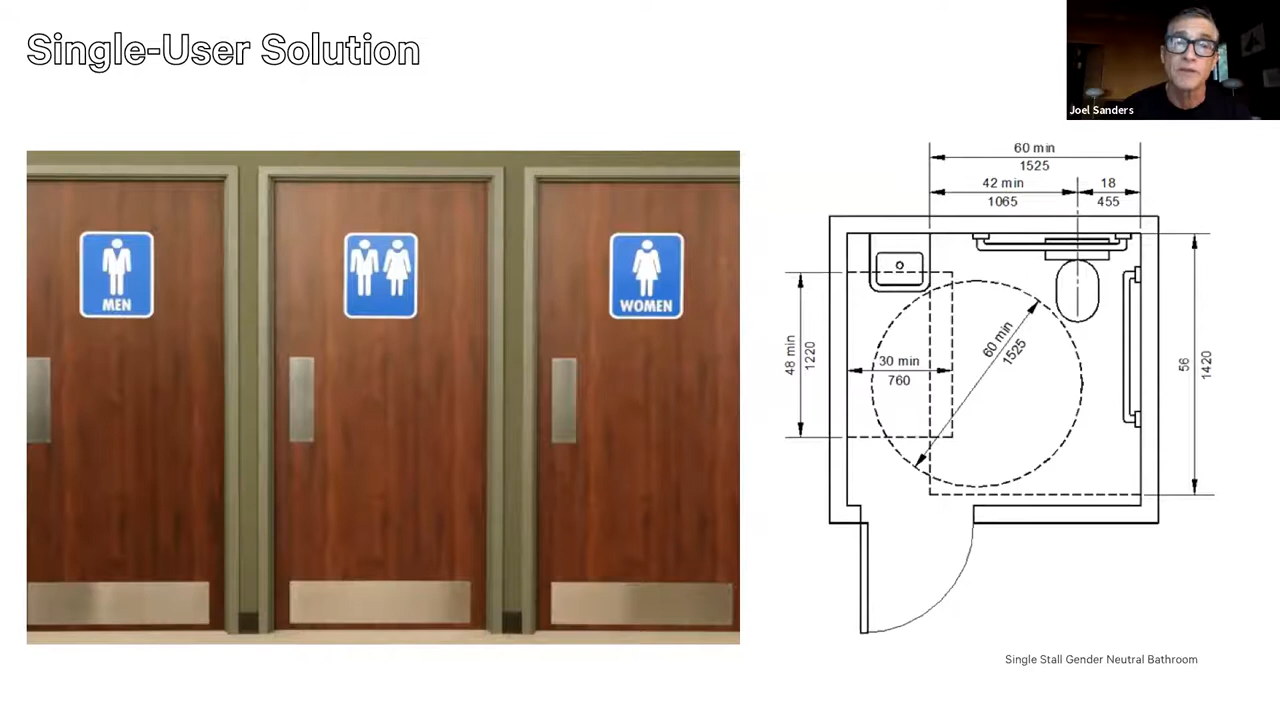 Single-User Solution
Joel Sanders
MEN
WOMEN
60 min
1525
42 min
1065
18
455
48 min
1220
30 min
760
60 min
1525
56
1420
Single Stall Gender Neutral Bathroom